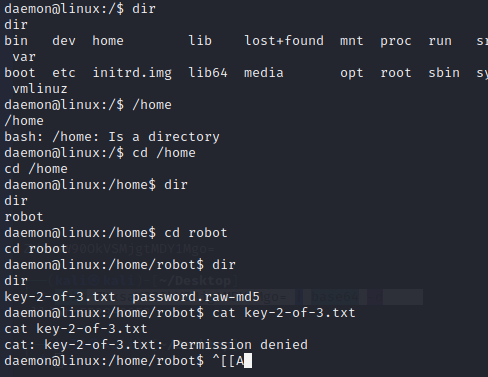 daemon@linux:/$ dir
dir
bin   dev  home        lib    lost+found  mnt  proc  run   sr
 var
boot  etc  initrd.img  lib64  media       opt  root  sbin  sy
 vmlinuz
daemon@linux:/$ /home
/home
bash: /home: Is a directory
daemon@linux:/$ cd /home
cd /home
daemon@linux:/home$ dir
dir
robot
daemon@linux:/home$ cd robot
cd robot
daemon@linux:/home/robot$ dir
dir
key-2-of-3.txt  password.raw-md5
daemon@linux:/home/robot$ cat key-2-of-3.txt
cat key-2-of-3.txt
cat: key-2-of-3.txt: Permission denied
daemon@linux:/home/robot$ ^[[A